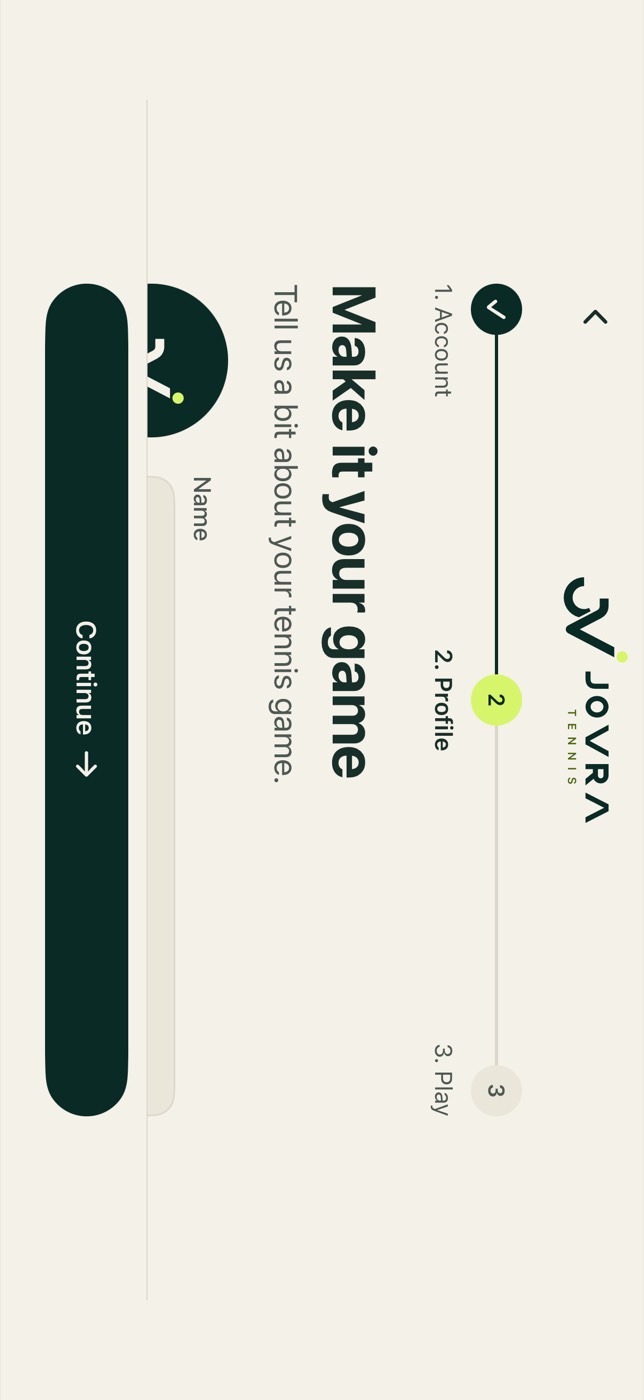 JOVRA
TENNIS
2
3
1. Account
2. Profile
3. Play
Make it your game
Tell us a bit about your tennis game.
Name
Continue